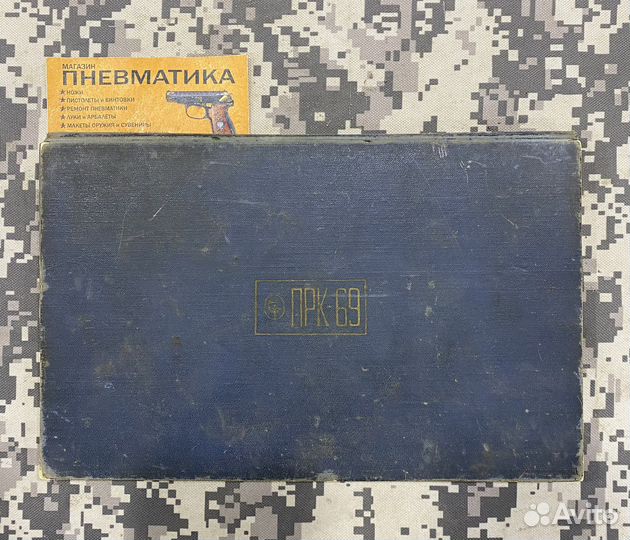 МАГАЗИН
ПНЕВМАТИКА
★ НОЖИ
★ ПИСТОЛЕТЫ и ВИНТОВКИ
★ РЕМОНТ ПНЕВМАТИКИ
★ ЛУКИ и АРБАЛЕТЫ
★ МАКЕТЫ ОРУЖИЯ и СУВЕНИРЫ
ПРК-69
Avito